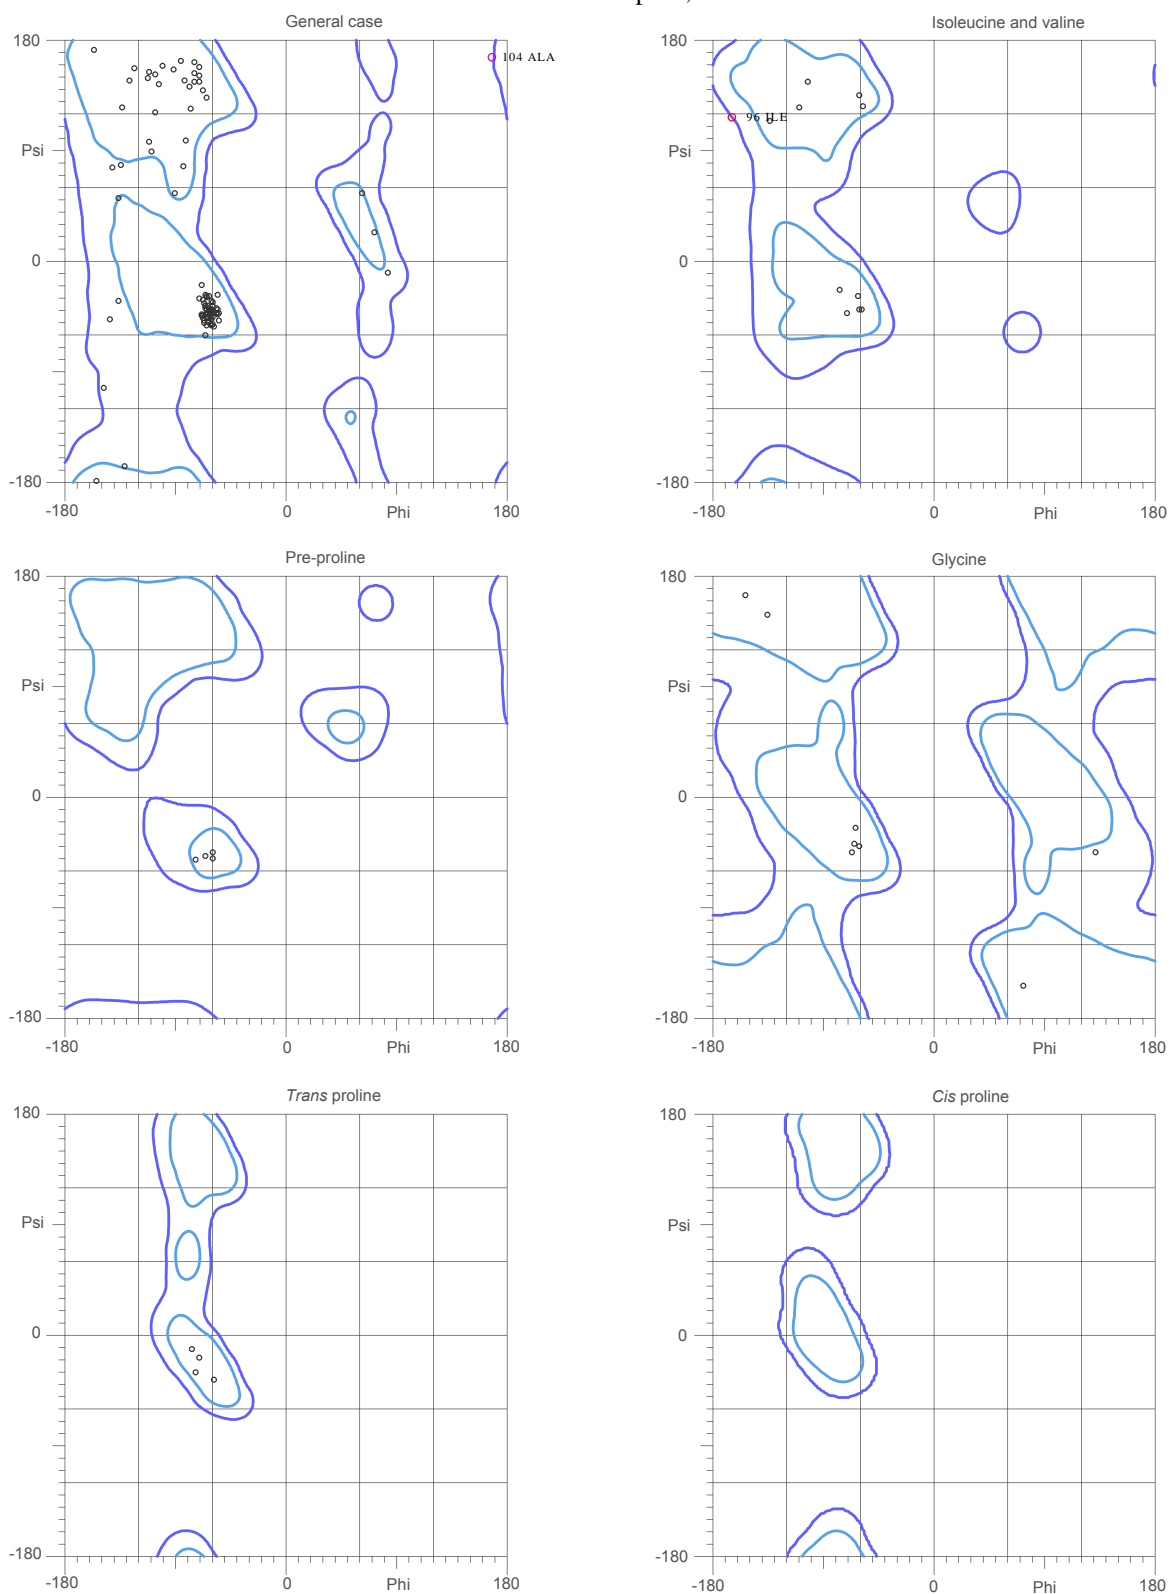 General case
Isoleucine and valine
180
104 ALA
180
96 ILE
Psi
Psi
0
0
-180
-180
-180
0
Phi
180
-180
0
Phi
180
Pre-proline
Glycine
180
180
Psi
Psi
0
0
-180
-180
-180
0
Phi
180
-180
0
Phi
180
Trans proline
Cis proline
180
180
Psi
Psi
0
0
-180
-180
-180
0
Phi
180
-180
0
Phi
180